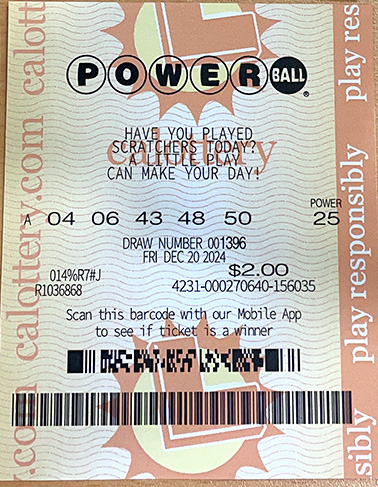 POWERBALL®
HAVE YOU PLAYED
SCRATCHERS TODAY?
A LITTLE PLAY
CAN MAKE YOUR DAY!
calottery
POWER
A 04 06 43 48 50 25
DRAW NUMBER 001396
FRI DEC 20 2024
014%R7#J $2.00
R1036868 4231-000270640-156035
Scan this barcode with our Mobile App
to see if ticket is a winner
y.com calottery.com calott
sibly play responsibly play res